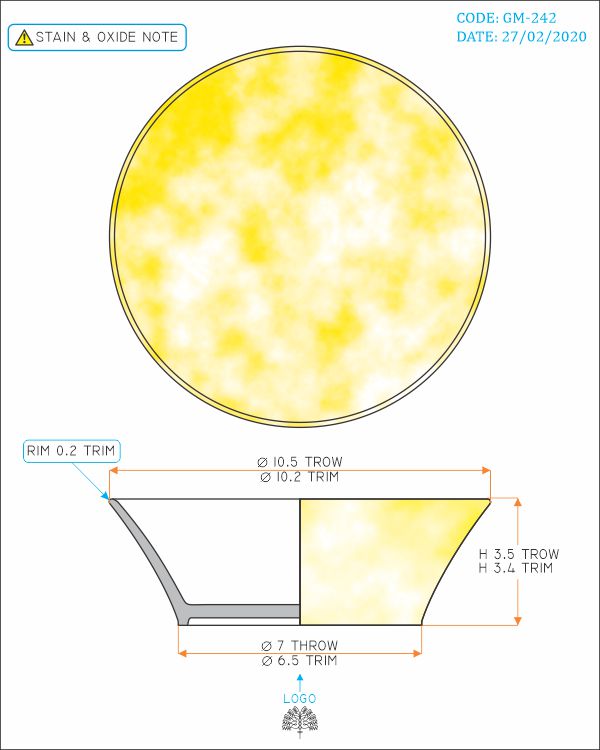 CODE: GM-242
DATE: 27/02/2020
STAIN & OXIDE NOTE
RIM 0.2 TRIM
Ø 10.5 TROW
Ø 10.2 TRIM
H 3.5 TROW
H 3.4 TRIM
Ø 7 THROW
Ø 6.5 TRIM
LOGO